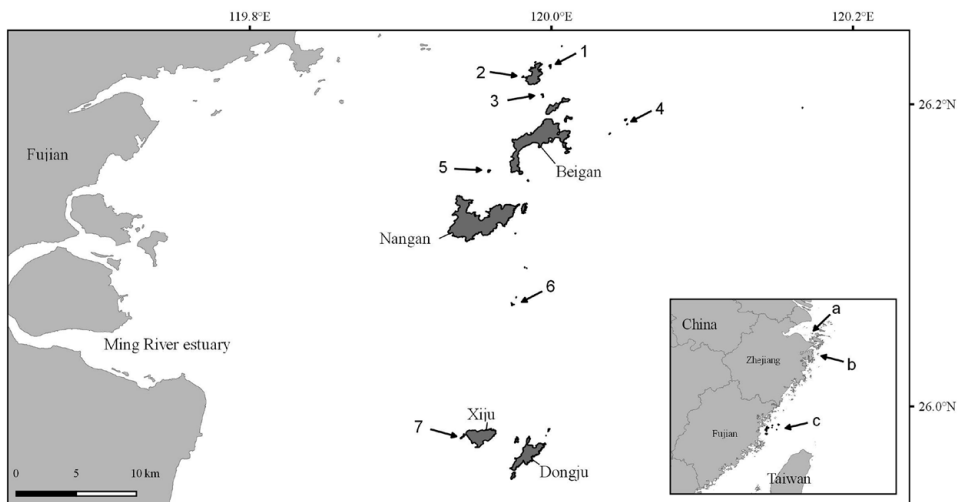 119.8°E
120.0°E
120.2°E
1
2
3
4
26.2°N
Fujian
Beigan
5
Nangan
6
a
China
Ming River estuary
Zhejiang
b
26.0°N
Xiju
7
c
Fujian
Dongju
Taiwan
0 5 10 km